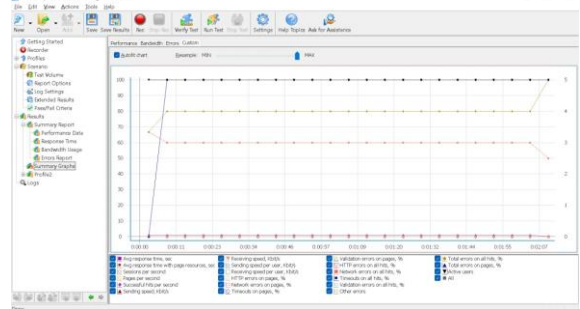 File Edit View Actions Tools Help
New Open Add Save Save Results Rec Stop Rec Verify Test Run Test Stop Test Settings Help Topics Ask for Assistance
Getting Started
Recorder
Profiles
Scenario
Test Volume
Report Options
Log Settings
Extended Results
Pass/Fail Criteria
Results
Summary Report
Performance Data
Response Time
Bandwidth Usage
Errors Report
Summary Graphs
Profile2
Logs
Performance Bandwidth Errors Custom
Autofit chart Resample: MIN MAX
100 5
90
80 4
70
60 3
50
40 2
30
20 1
10
0 0
0:00:00 0:00:11 0:00:23 0:00:34 0:00:46 0:00:57 0:01:09 0:01:20 0:01:32 0:01:44 0:01:55 0:02:07
Avg response time, sec Receiving speed, kbit/s Validation errors on pages, % Total errors on all hits, %
Avg response time with page resources, sec Sending speed per user, kbit/s HTTP errors on all hits, % Total errors on pages, %
Sessions per second Receiving speed per user, kbit/s Network errors on all hits, % Active users
Pages per second HTTP errors on pages, % Timeouts on all hits, % All
Successful hits per second Network errors on pages, % Validation errors on all hits, %
Sending speed, kbit/s Timeouts on pages, % Other errors